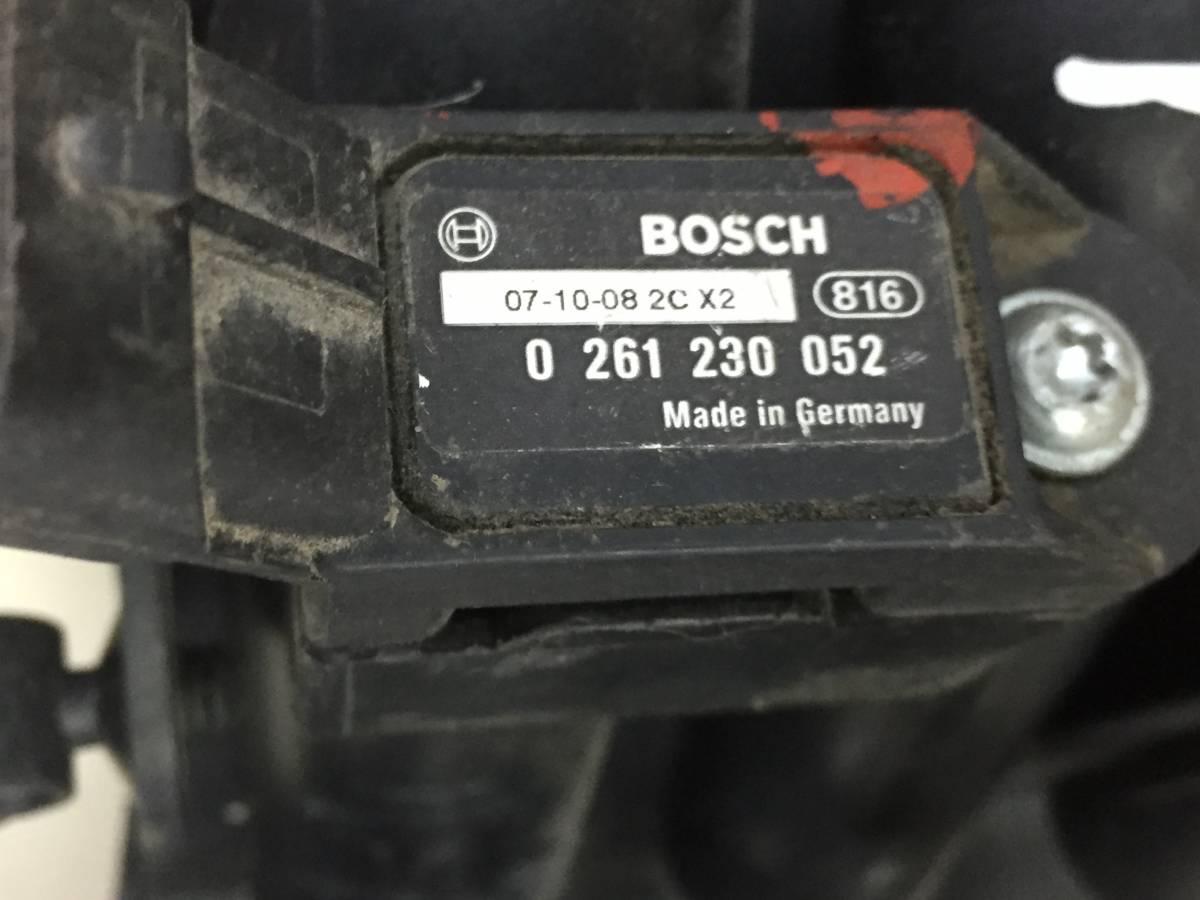 BOSCH
07-10-08 2C X2 816
0 261 230 052
Made in Germany